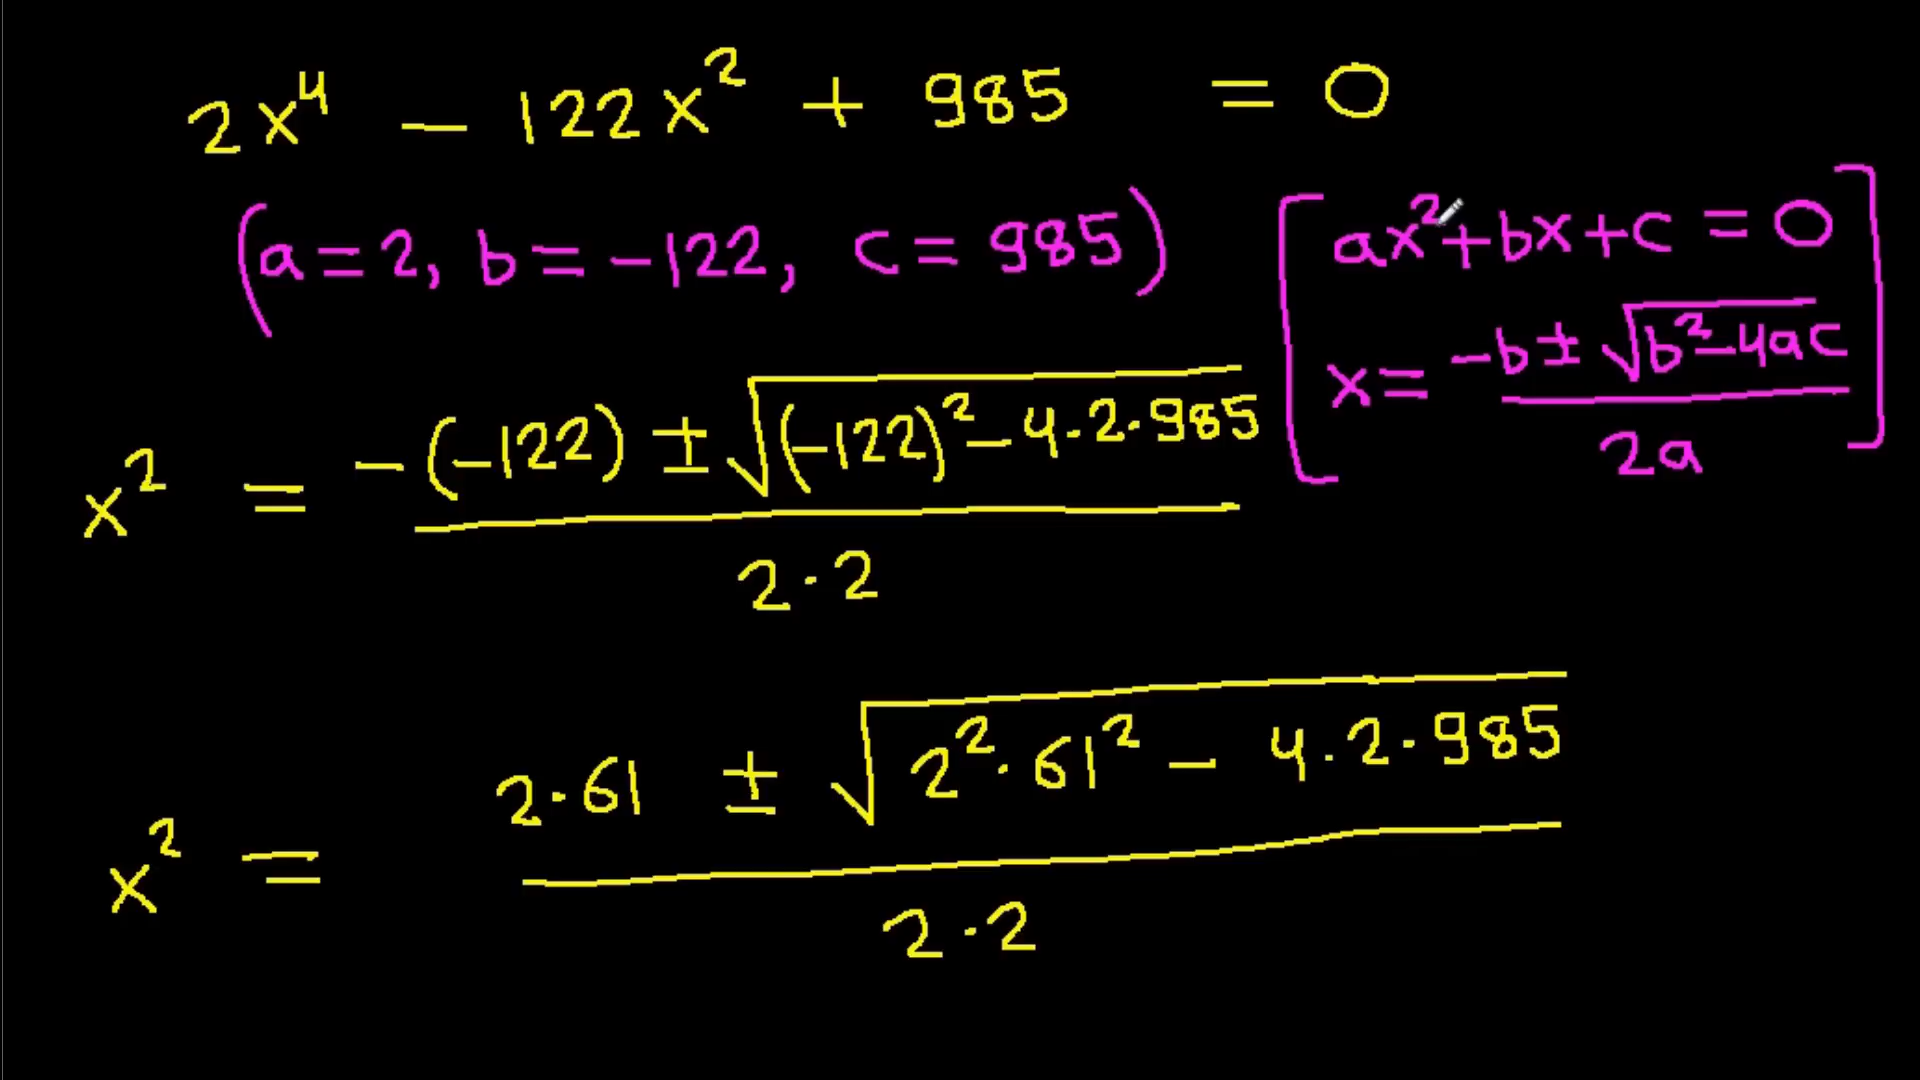 2x⁴ − 122x² + 985 = 0
(a = 2, b = −122, c = 985)
[ax² + bx + c = 0
x = (−b ± √(b² − 4ac)) / 2a]
x² = (−(−122) ± √((−122)² − 4·2·985)) / 2·2
x² = (2·61 ± √(2²·61² − 4·2·985)) / 2·2